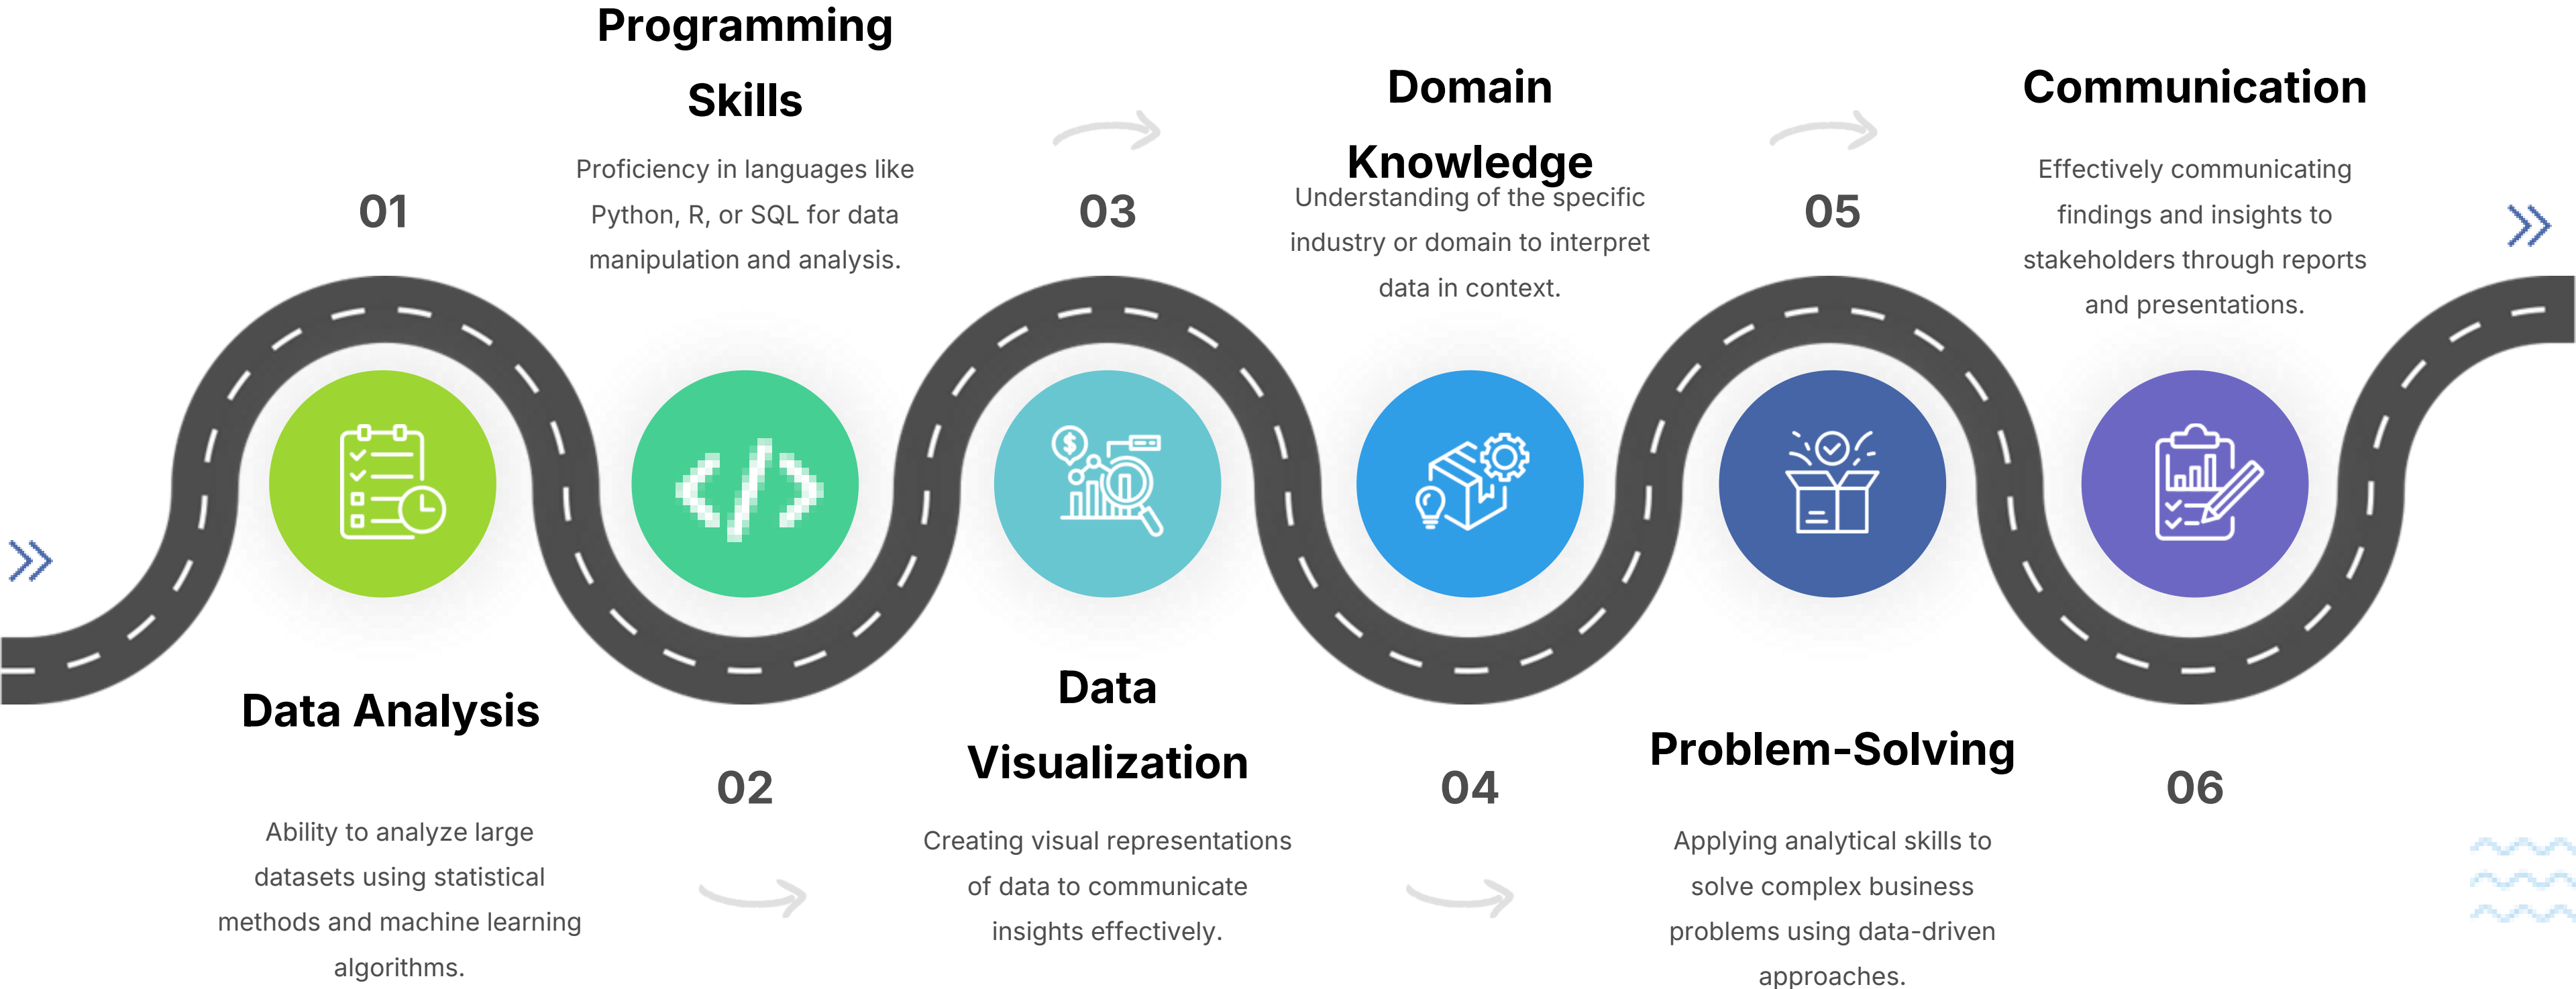 01
Data Analysis
Ability to analyze large
datasets using statistical
methods and machine learning
algorithms.
Programming
Skills
Proficiency in languages like
Python, R, or SQL for data
manipulation and analysis.
02
03
Data
Visualization
Creating visual representations
of data to communicate
insights effectively.
Domain
Knowledge
Understanding of the specific
industry or domain to interpret
data in context.
04
05
Problem-Solving
Applying analytical skills to
solve complex business
problems using data-driven
approaches.
Communication
Effectively communicating
findings and insights to
stakeholders through reports
and presentations.
06